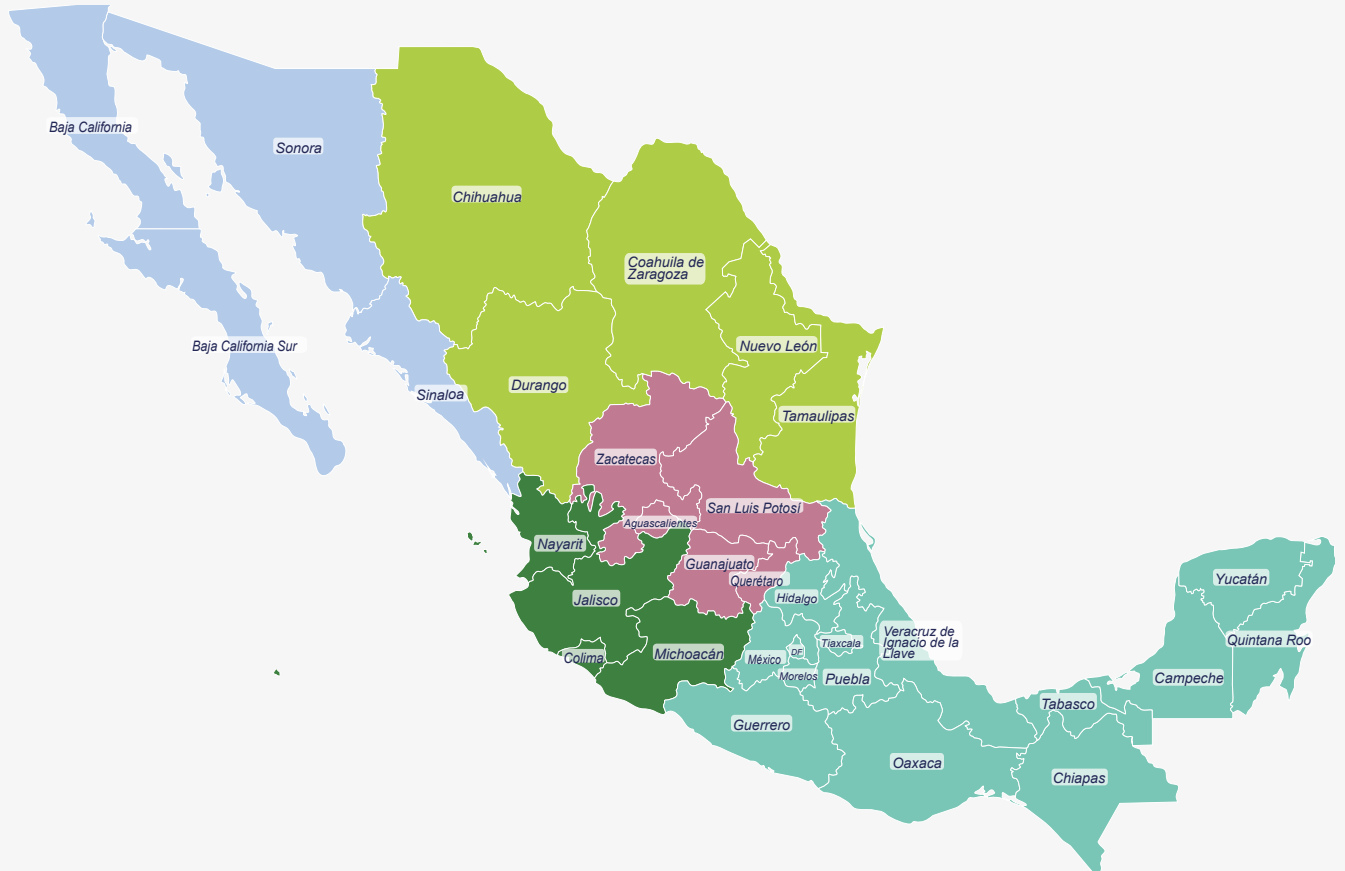 Baja California
Sonora
Chihuahua
Coahuila de
Zaragoza
Baja California Sur
Nuevo León
Durango
Sinaloa
Tamaulipas
Zacatecas
San Luis Potosí
Aguascalientes
Nayarit
Guanajuato
Querétaro
Yucatán
Jalisco
Hidalgo
Veracruz de
Ignacio de la
Llave
Tiaxcala
Quintana Roo
Colima
Michoacán
México
DF
Morelos
Puebla
Campeche
Tabasco
Guerrero
Oaxaca
Chiapas